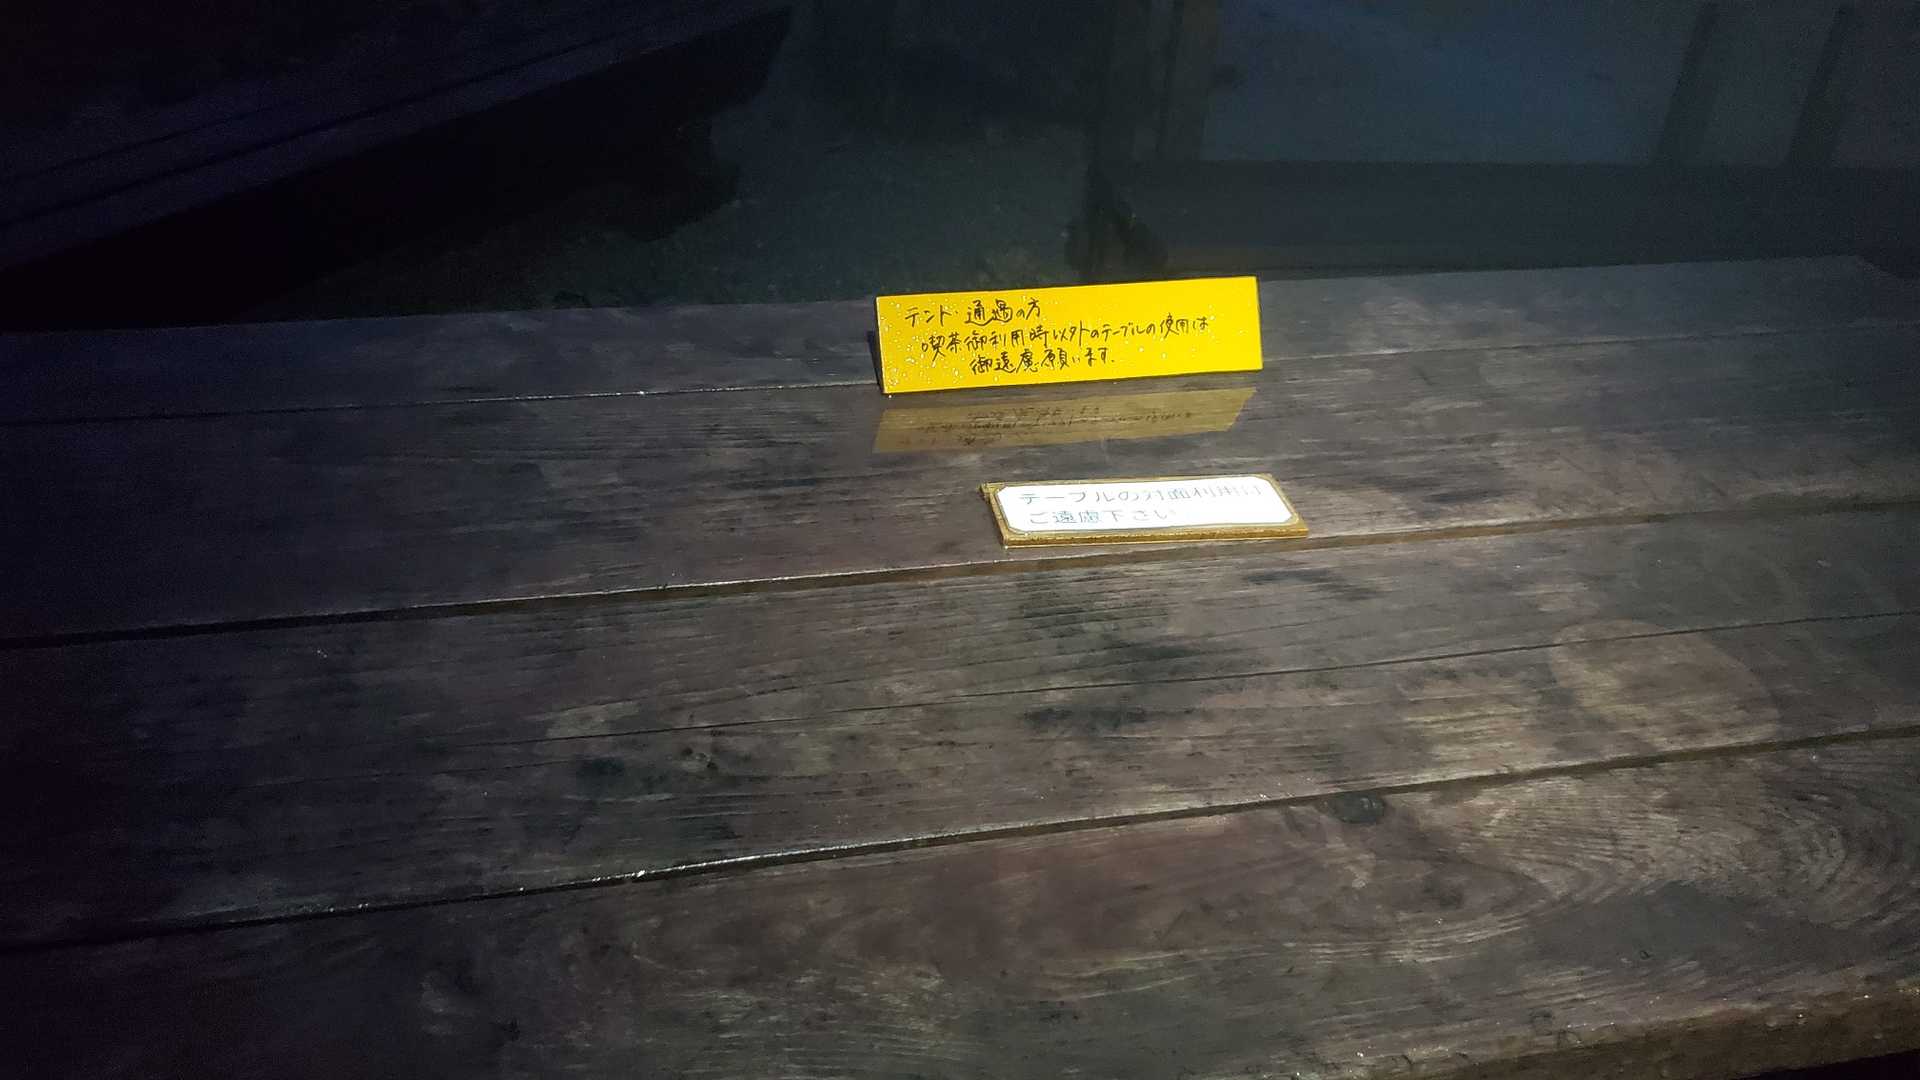 テント・通過の方
喫茶御利用時以外のテーブルの使用は
御遠慮願います.
テーブルの対面利用は
ご遠慮下さい